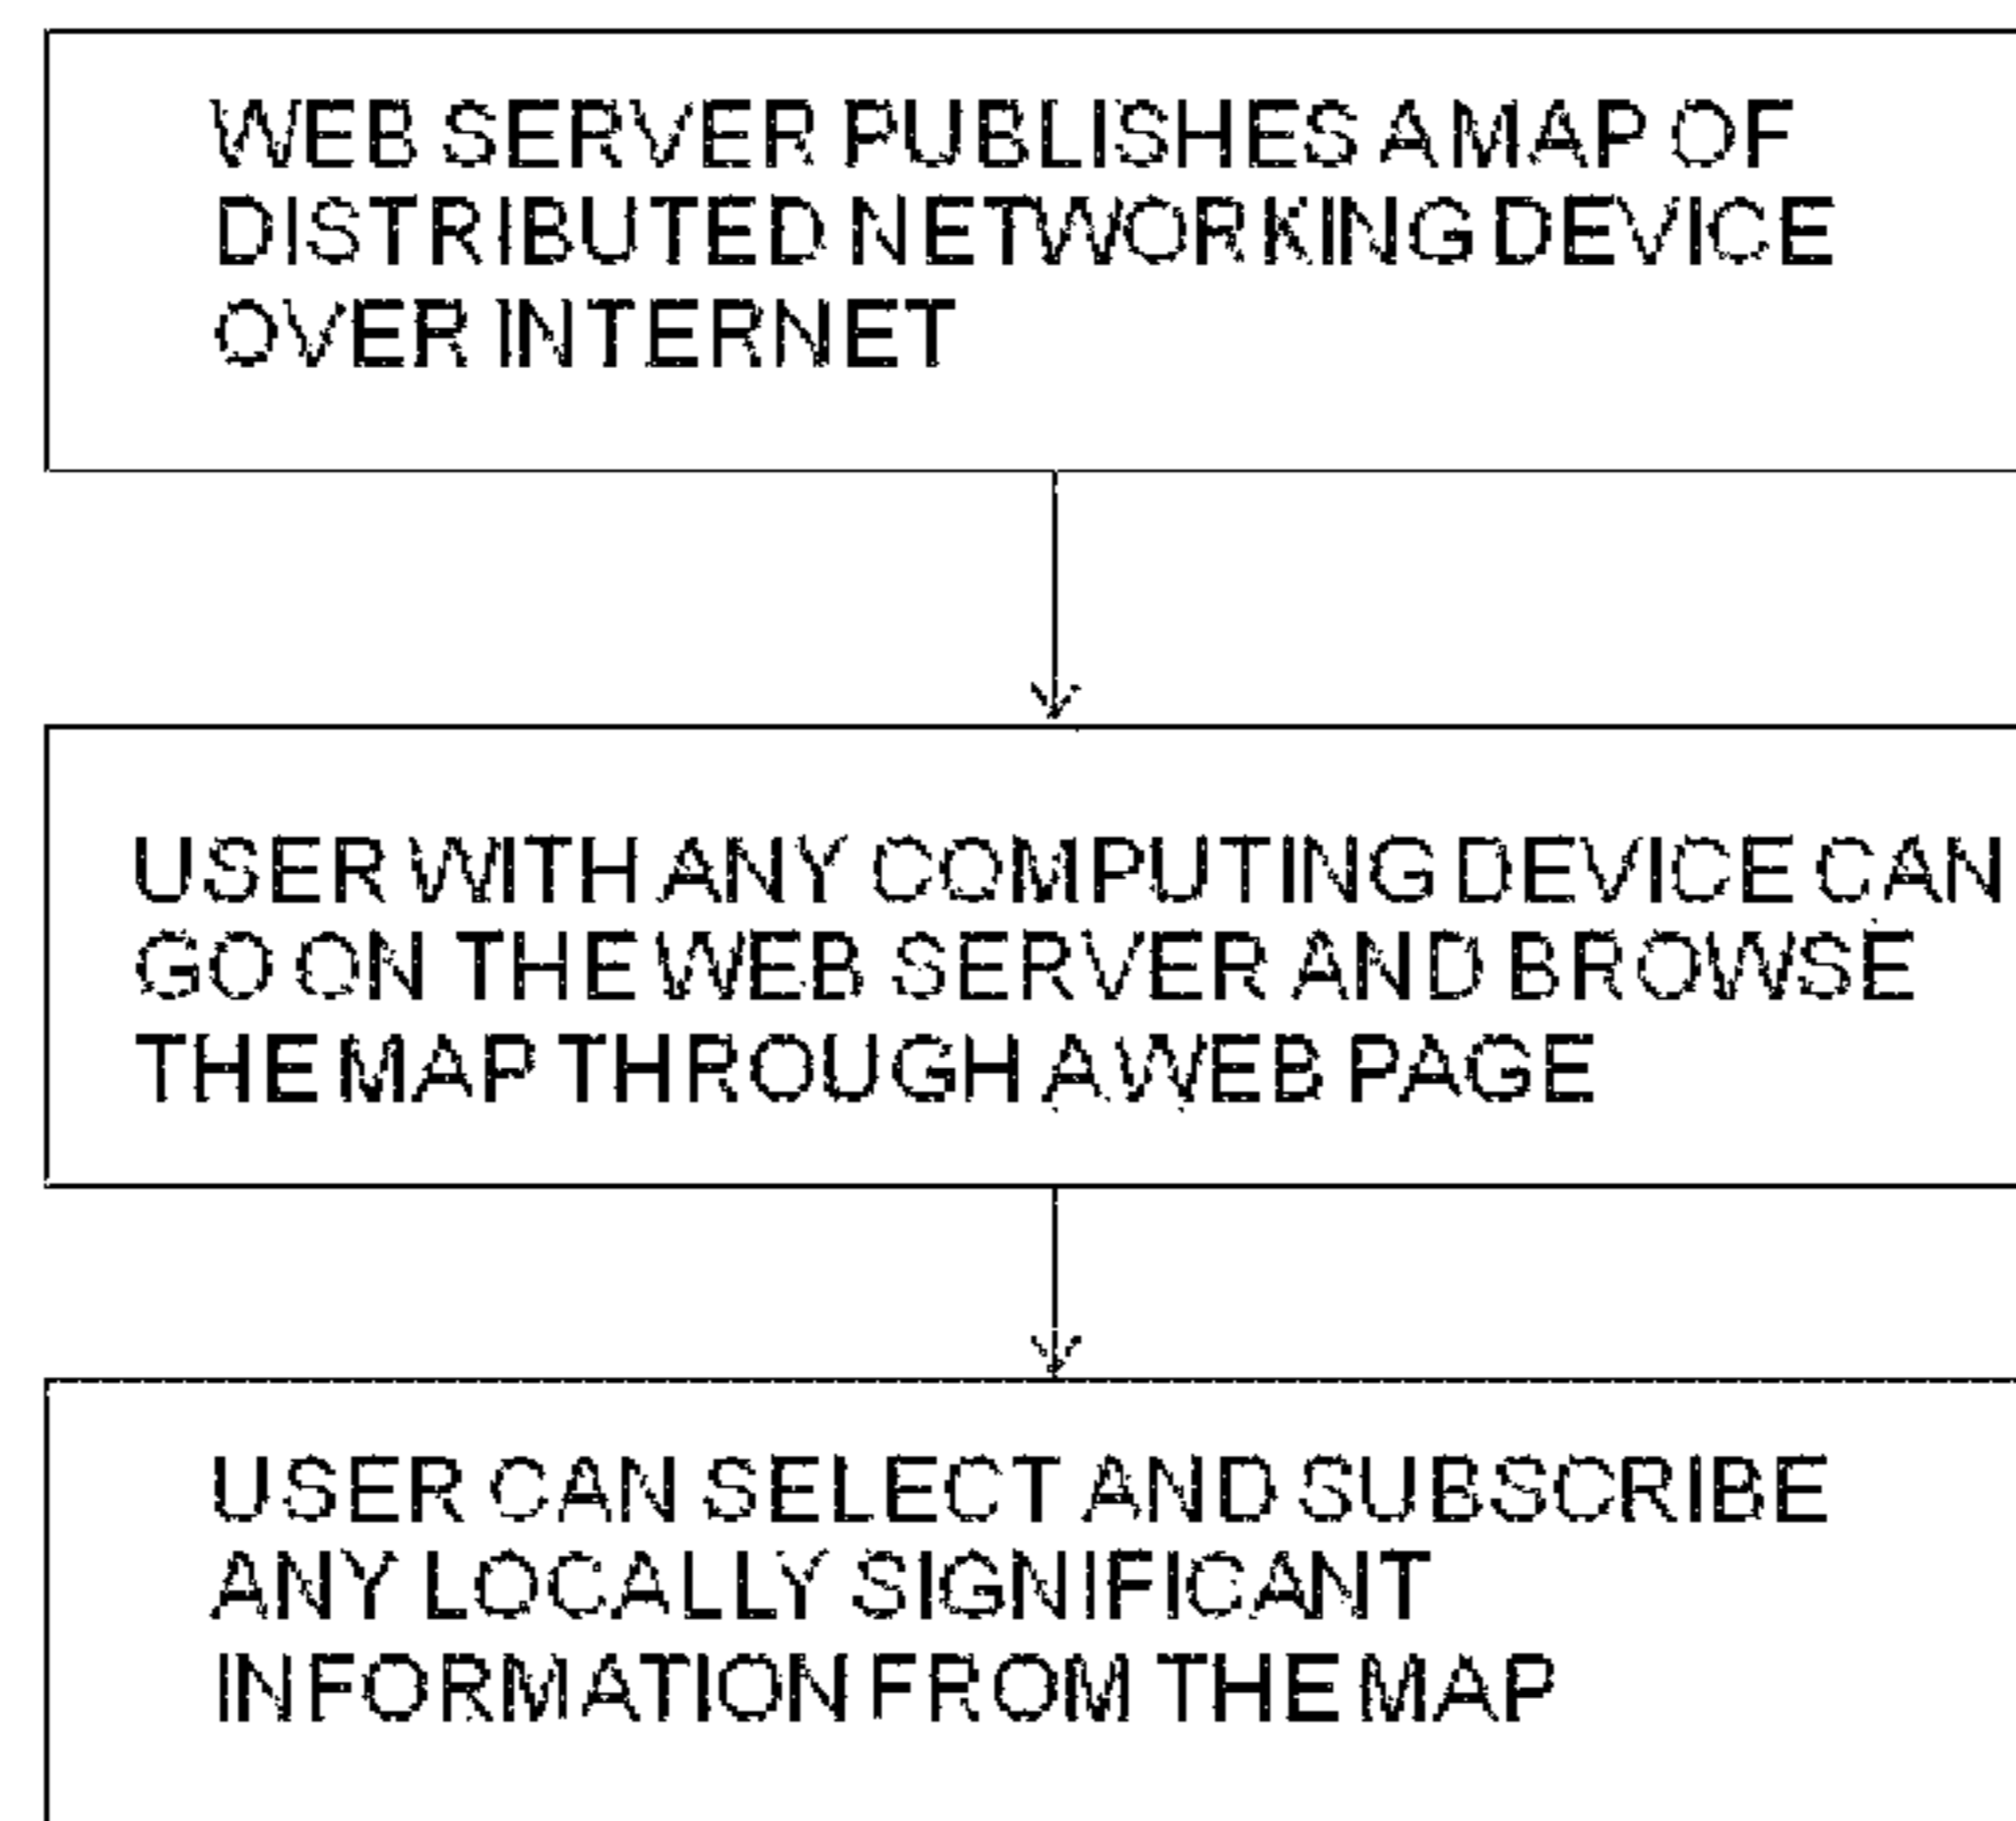 WEB SERVER PUBLISHES A MAP OF
DISTRIBUTED NETWORKING DEVICE
OVER INTERNET
USER WITH ANY COMPUTING DEVICE CAN
GO ON THE WEB SERVER AND BROWSE
THE MAP THROUGH A WEB PAGE
USER CAN SELECT AND SUBSCRIBE
ANY LOCALLY SIGNIFICANT
INFORMATION FROM THE MAP